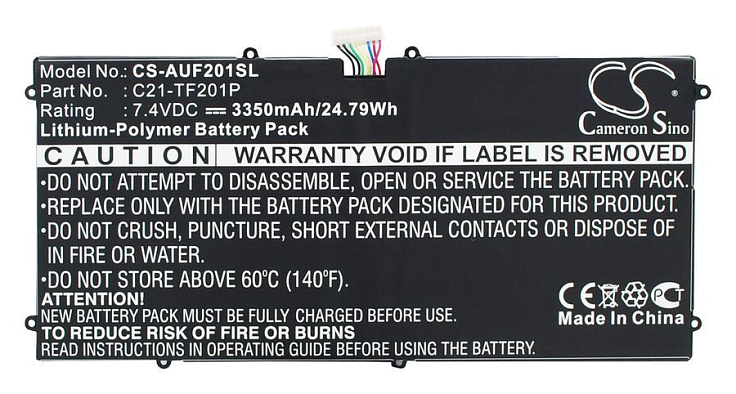 Model No.: CS-AUF201SL
Part No. : C21-TF201P
Rating : 7.4VDC 3350mAh/24.79Wh
Lithium-Polymer Battery Pack
CS
Cameron Sino
CAUTION WARRANTY VOID IF LABEL IS REMOVED
•DO NOT ATTEMPT TO DISASSEMBLE, OPEN OR SERVICE THE BATTERY PACK.
•REPLACE ONLY WITH THE BATTERY PACK DESIGNATED FOR THIS PRODUCT.
•DO NOT CRUSH, PUNCTURE, SHORT EXTERNAL CONTACTS OR DISPOSE OF
IN FIRE OR WATER.
•DO NOT STORE ABOVE 60°C (140°F).
ATTENTION!
NEW BATTERY PACK MUST BE FULLY CHARGED BEFORE USE.
TO REDUCE RISK OF FIRE OR BURNS
READ INSTRUCTIONS IN OPERATING GUIDE BEFORE USING THE BATTERY.
CE PCT
Made In China